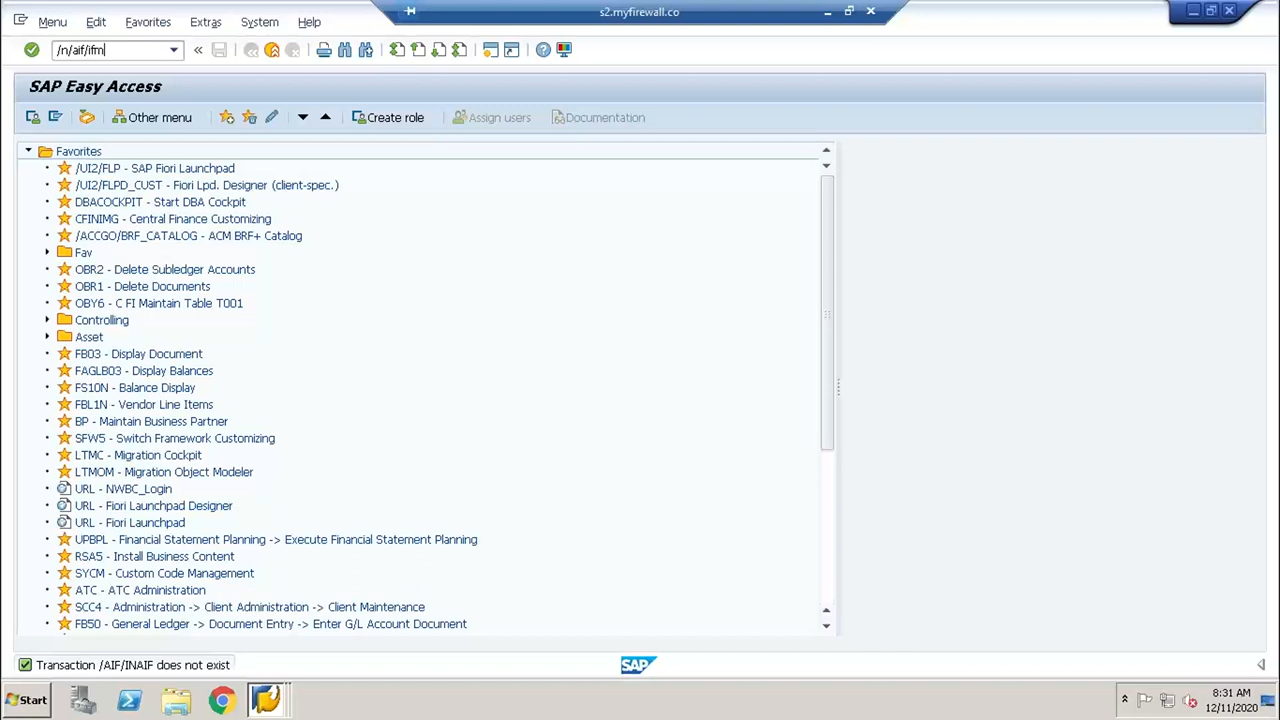 s2.myfirewall.co
Menu Edit Favorites Extras System Help
/n/aif/ifm
SAP Easy Access
Other menu Create role Assign users Documentation
Favorites
/UI2/FLP - SAP Fiori Launchpad
/UI2/FLPD_CUST - Fiori Lpd. Designer (client-spec.)
DBACOCKPIT - Start DBA Cockpit
CFINIMG - Central Finance Customizing
/ACCGO/BRF_CATALOG - ACM BRF+ Catalog
Fav
OBR2 - Delete Subledger Accounts
OBR1 - Delete Documents
OBY6 - C FI Maintain Table T001
Controlling
Asset
FB03 - Display Document
FAGLB03 - Display Balances
FS10N - Balance Display
FBL1N - Vendor Line Items
BP - Maintain Business Partner
SFW5 - Switch Framework Customizing
LTMC - Migration Cockpit
LTMOM - Migration Object Modeler
URL - NWBC_Login
URL - Fiori Launchpad Designer
URL - Fiori Launchpad
UPBPL - Financial Statement Planning -> Execute Financial Statement Planning
RSA5 - Install Business Content
SYCM - Custom Code Management
ATC - ATC Administration
SCC4 - Administration -> Client Administration -> Client Maintenance
FB50 - General Ledger -> Document Entry -> Enter G/L Account Document
Transaction /AIF/INAIF does not exist
SAP
Start
8:31 AM
12/11/2020